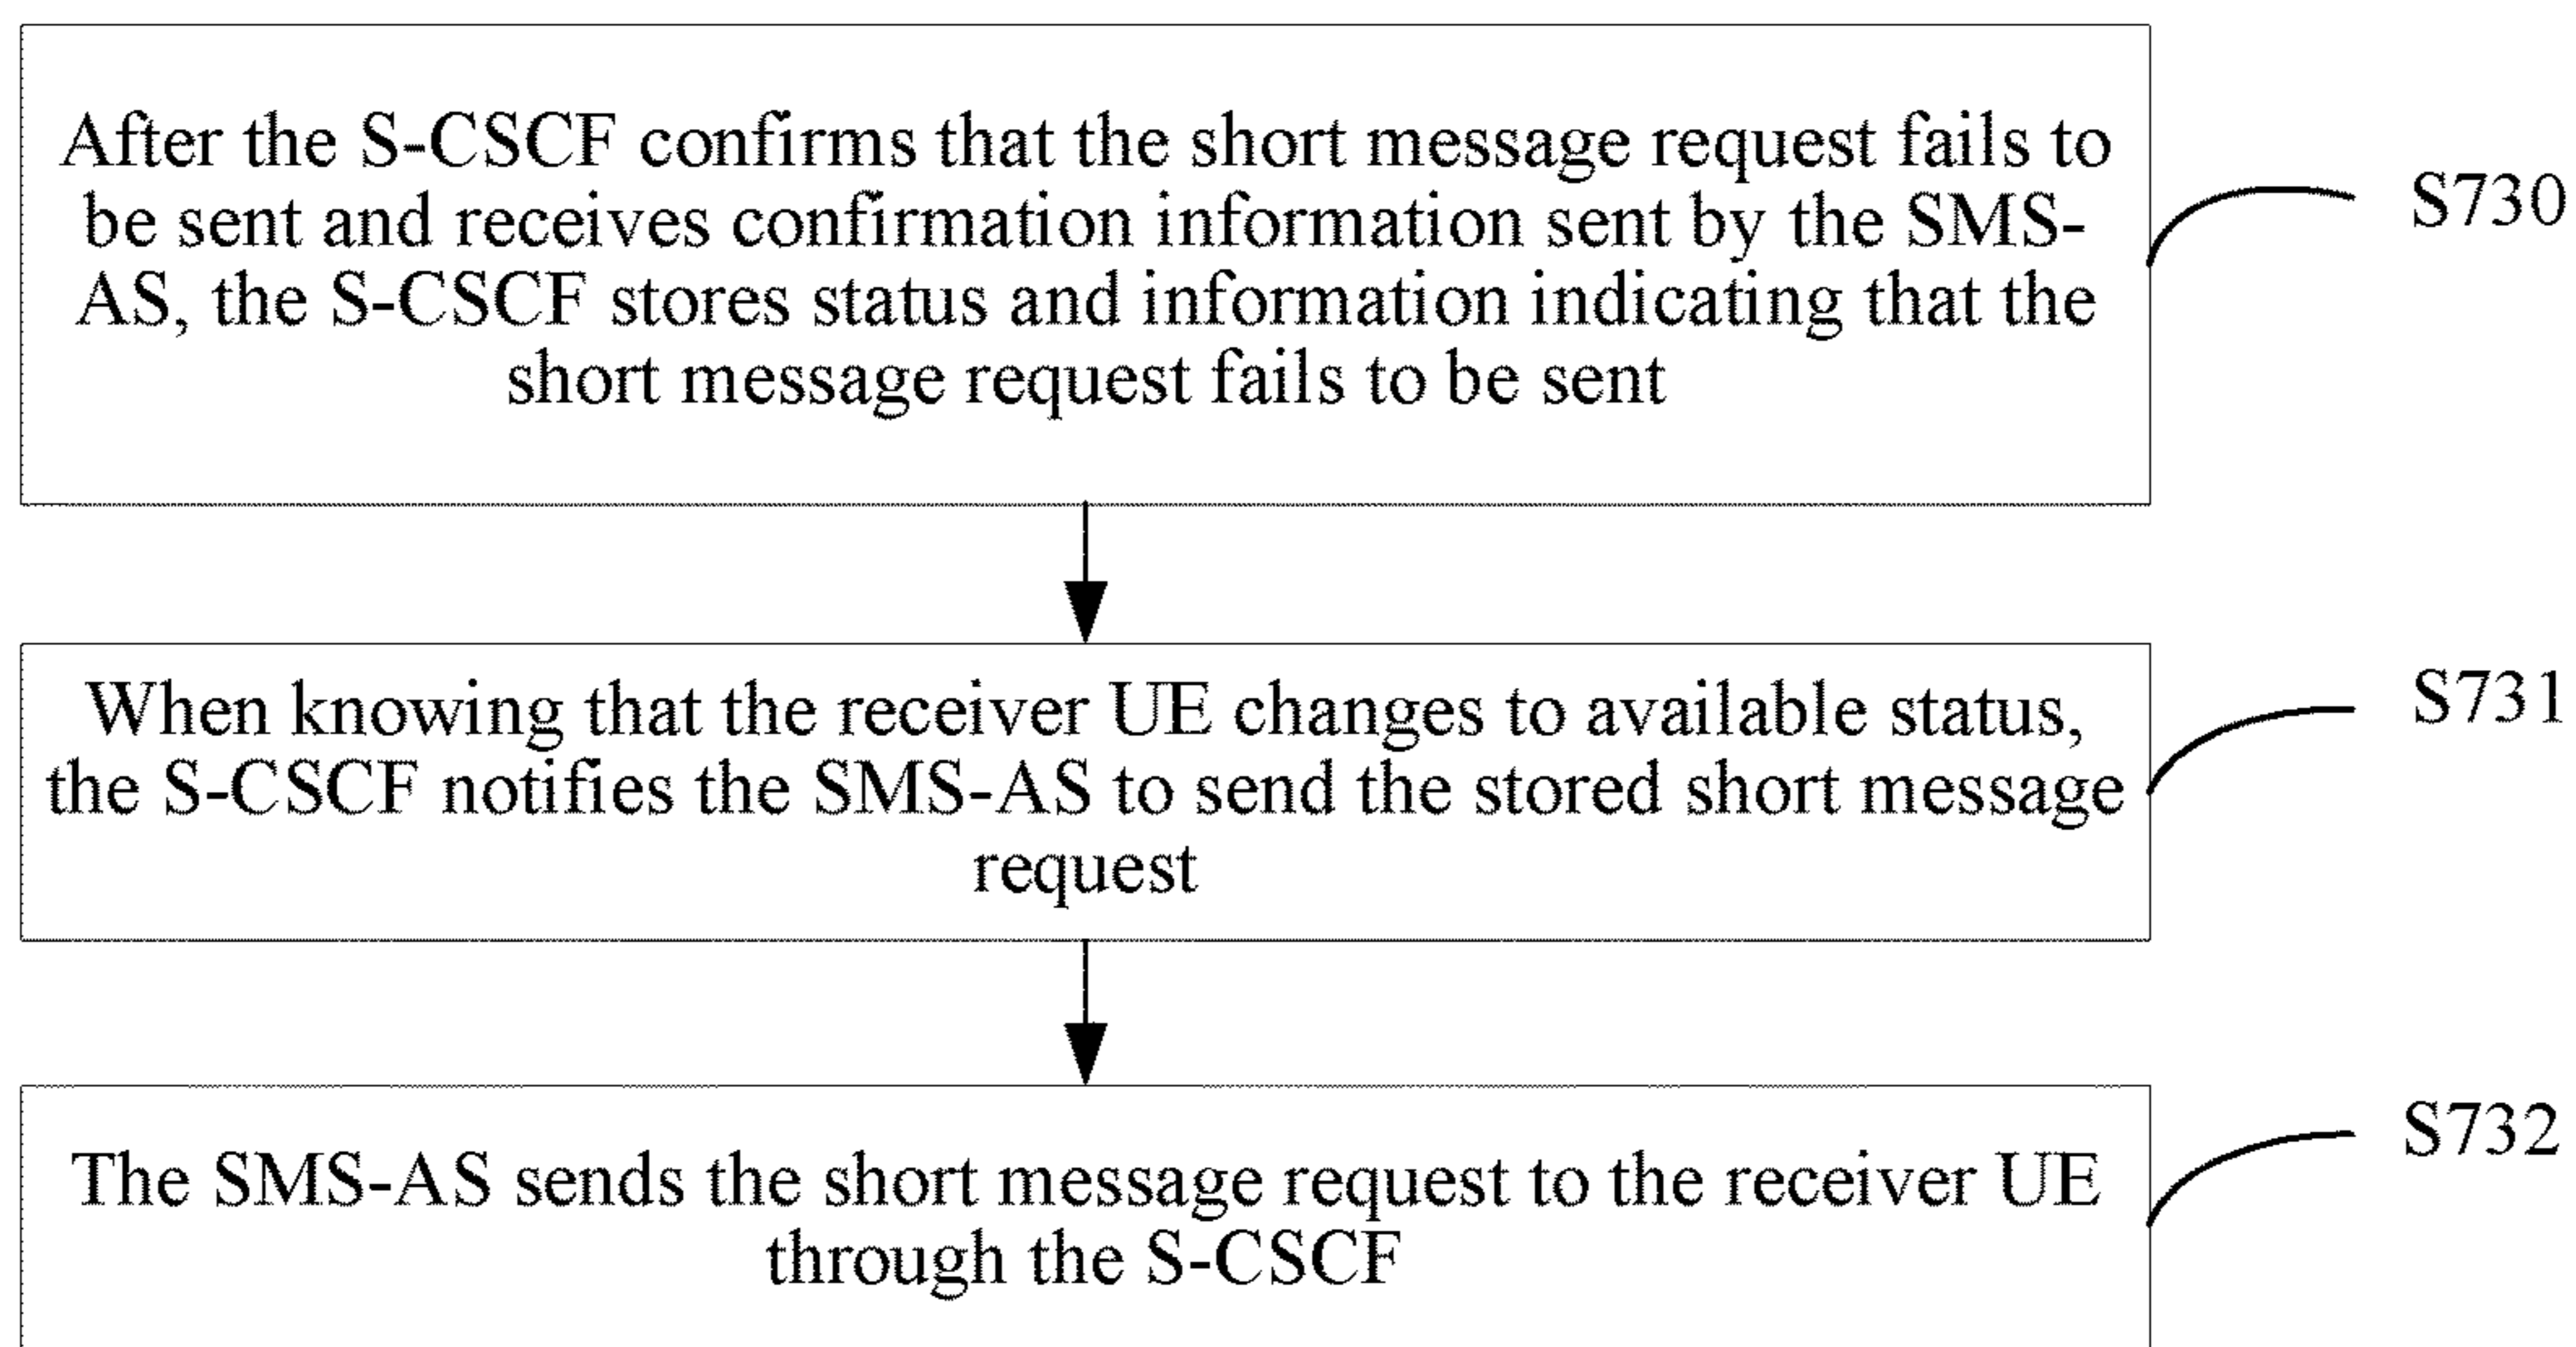 After the S-CSCF confirms that the short message request fails to
be sent and receives confirmation information sent by the SMS-
AS, the S-CSCF stores status and information indicating that the
short message request fails to be sent
S730
When knowing that the receiver UE changes to available status,
the S-CSCF notifies the SMS-AS to send the stored short message
request
S731
The SMS-AS sends the short message request to the receiver UE
through the S-CSCF
S732